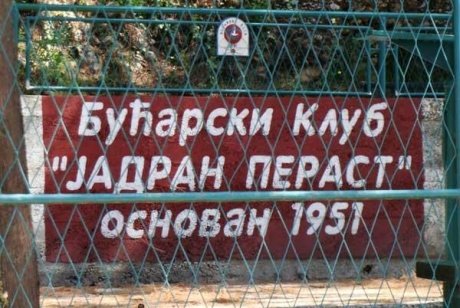 Бућарски Клуб
"ЈАДРАН ПЕРАСТ"
основан 1951